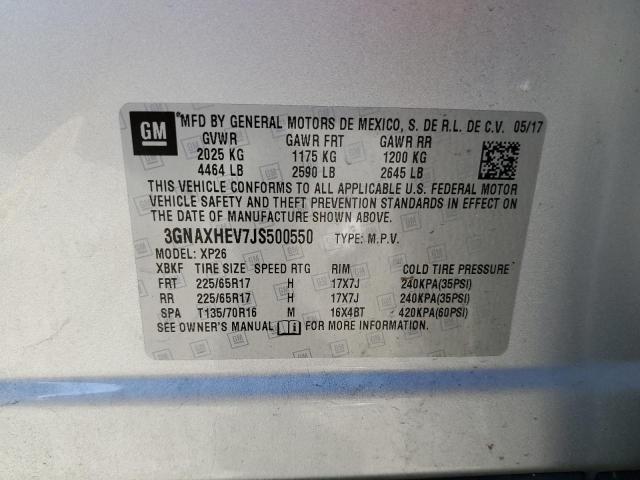 GM
MFD BY GENERAL MOTORS DE MEXICO, S. DE R.L. DE C.V. 05/17
GVWR GAWR FRT GAWR RR
2025 KG 1175 KG 1200 KG
4464 LB 2590 LB 2645 LB
THIS VEHICLE CONFORMS TO ALL APPLICABLE U.S. FEDERAL MOTOR
VEHICLE SAFETY AND THEFT PREVENTION STANDARDS IN EFFECT ON
THE DATE OF MANUFACTURE SHOWN ABOVE.
3GNAXHEV7JS500550 TYPE: M.P.V.
MODEL: XP26
XBKF TIRE SIZE SPEED RTG RIM COLD TIRE PRESSURE
FRT 225/65R17 H 17X7J 240KPA(35PSI)
RR 225/65R17 H 17X7J 240KPA(35PSI)
SPA T135/70R16 M 16X4BT 420KPA(60PSI)
SEE OWNER'S MANUAL FOR MORE INFORMATION